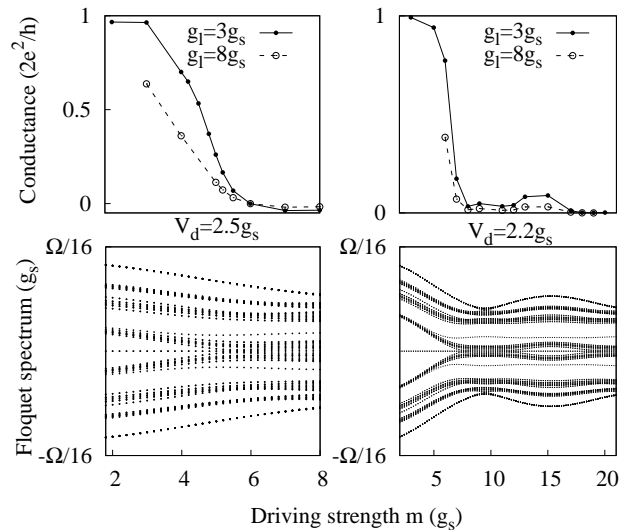 Conductance (2e²/h)
1
0.5
0
g_l=3g_s
g_l=8g_s
V_d=2.5g_s
1
0
g_l=3g_s
g_l=8g_s
V_d=2.2g_s
Floquet spectrum (g_s)
Ω/16
-Ω/16
2 4 6 8
Ω/16
-Ω/16
5 10 15 20
Driving strength m (g_s)